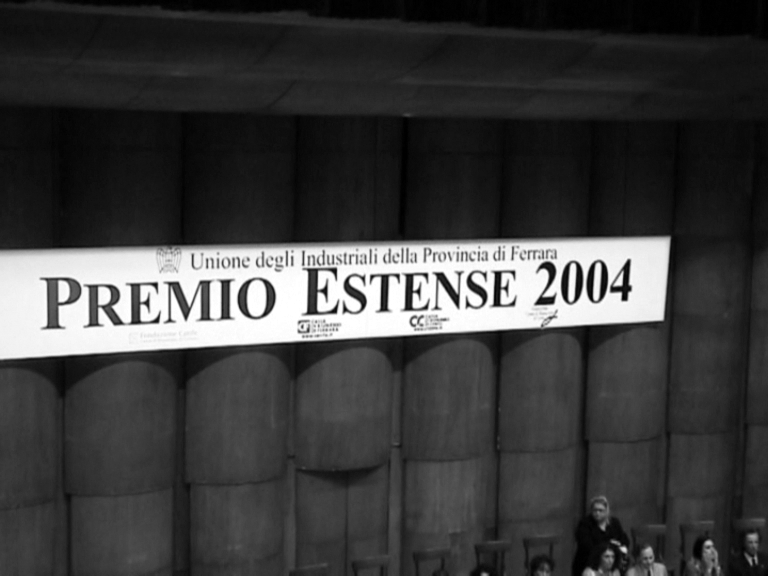 Unione degli Industriali della Provincia di Ferrara
PREMIO ESTENSE 2004